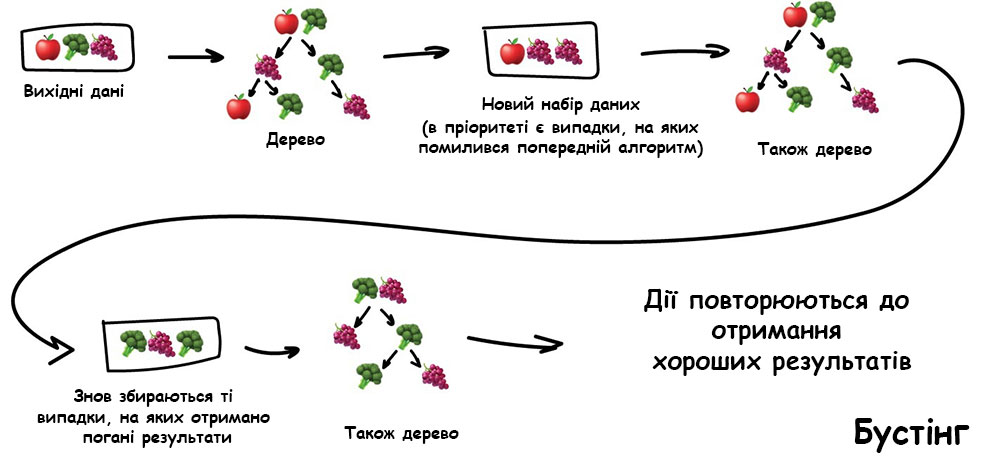 Вихідні дані
Дерево
Новий набір даних
(в пріоритеті є випадки, на яких
помилився попередній алгоритм)
Також дерево
Знов збираються ті
випадки, на яких отримано
погані результати
Також дерево
Дії повторюються до
отримання
хороших результатів
Бустінг